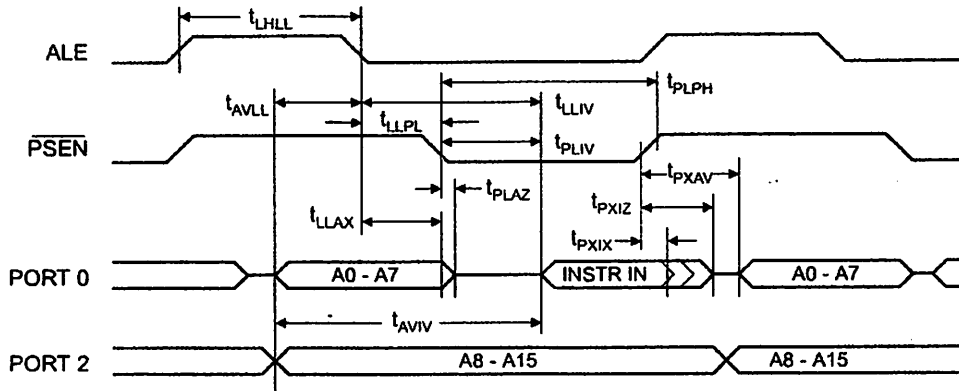 tLHLL
ALE
tAVLL
tLLIV
tPLPH
tLLPL
PSEN
tPLIV
tPLAZ
tPXAV
tLLAX
tPXIZ
tPXIX
PORT 0
A0 - A7
INSTR IN
A0 - A7
tAVIV
PORT 2
A8 - A15
A8 - A15